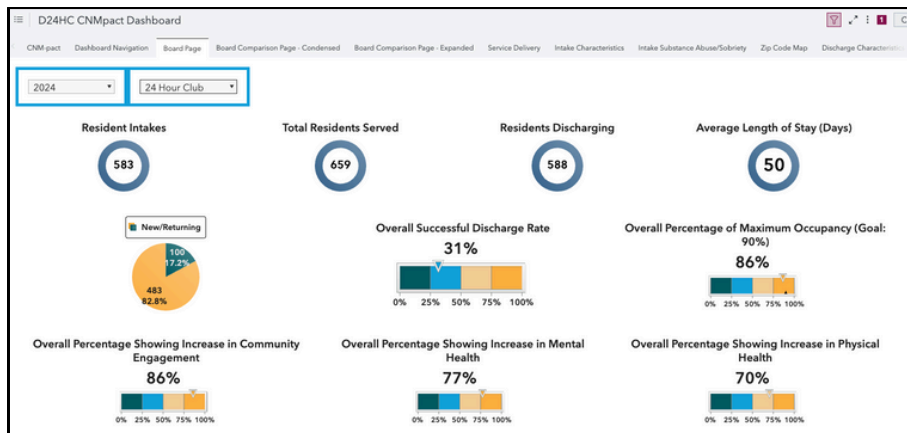 D24HC CNMpact Dashboard
1
CNM-pact Dashboard Navigation Board Page Board Comparison Page - Condensed Board Comparison Page - Expanded Service Delivery Intake Characteristics Intake Substance Abuse/Sobriety Zip Code Map Discharge Characteristics
2024 24 Hour Club
Resident Intakes Total Residents Served Residents Discharging Average Length of Stay (Days)
583 659 588 50
New/Returning
100
17.2%
483
82.8%
Overall Successful Discharge Rate
31%
0% 25% 50% 75% 100%
Overall Percentage of Maximum Occupancy (Goal:
90%)
86%
0% 25% 50% 75% 100%
Overall Percentage Showing Increase in Community
Engagement
86%
0% 25% 50% 75% 100%
Overall Percentage Showing Increase in Mental
Health
77%
0% 25% 50% 75% 100%
Overall Percentage Showing Increase in Physical
Health
70%
0% 25% 50% 75% 100%